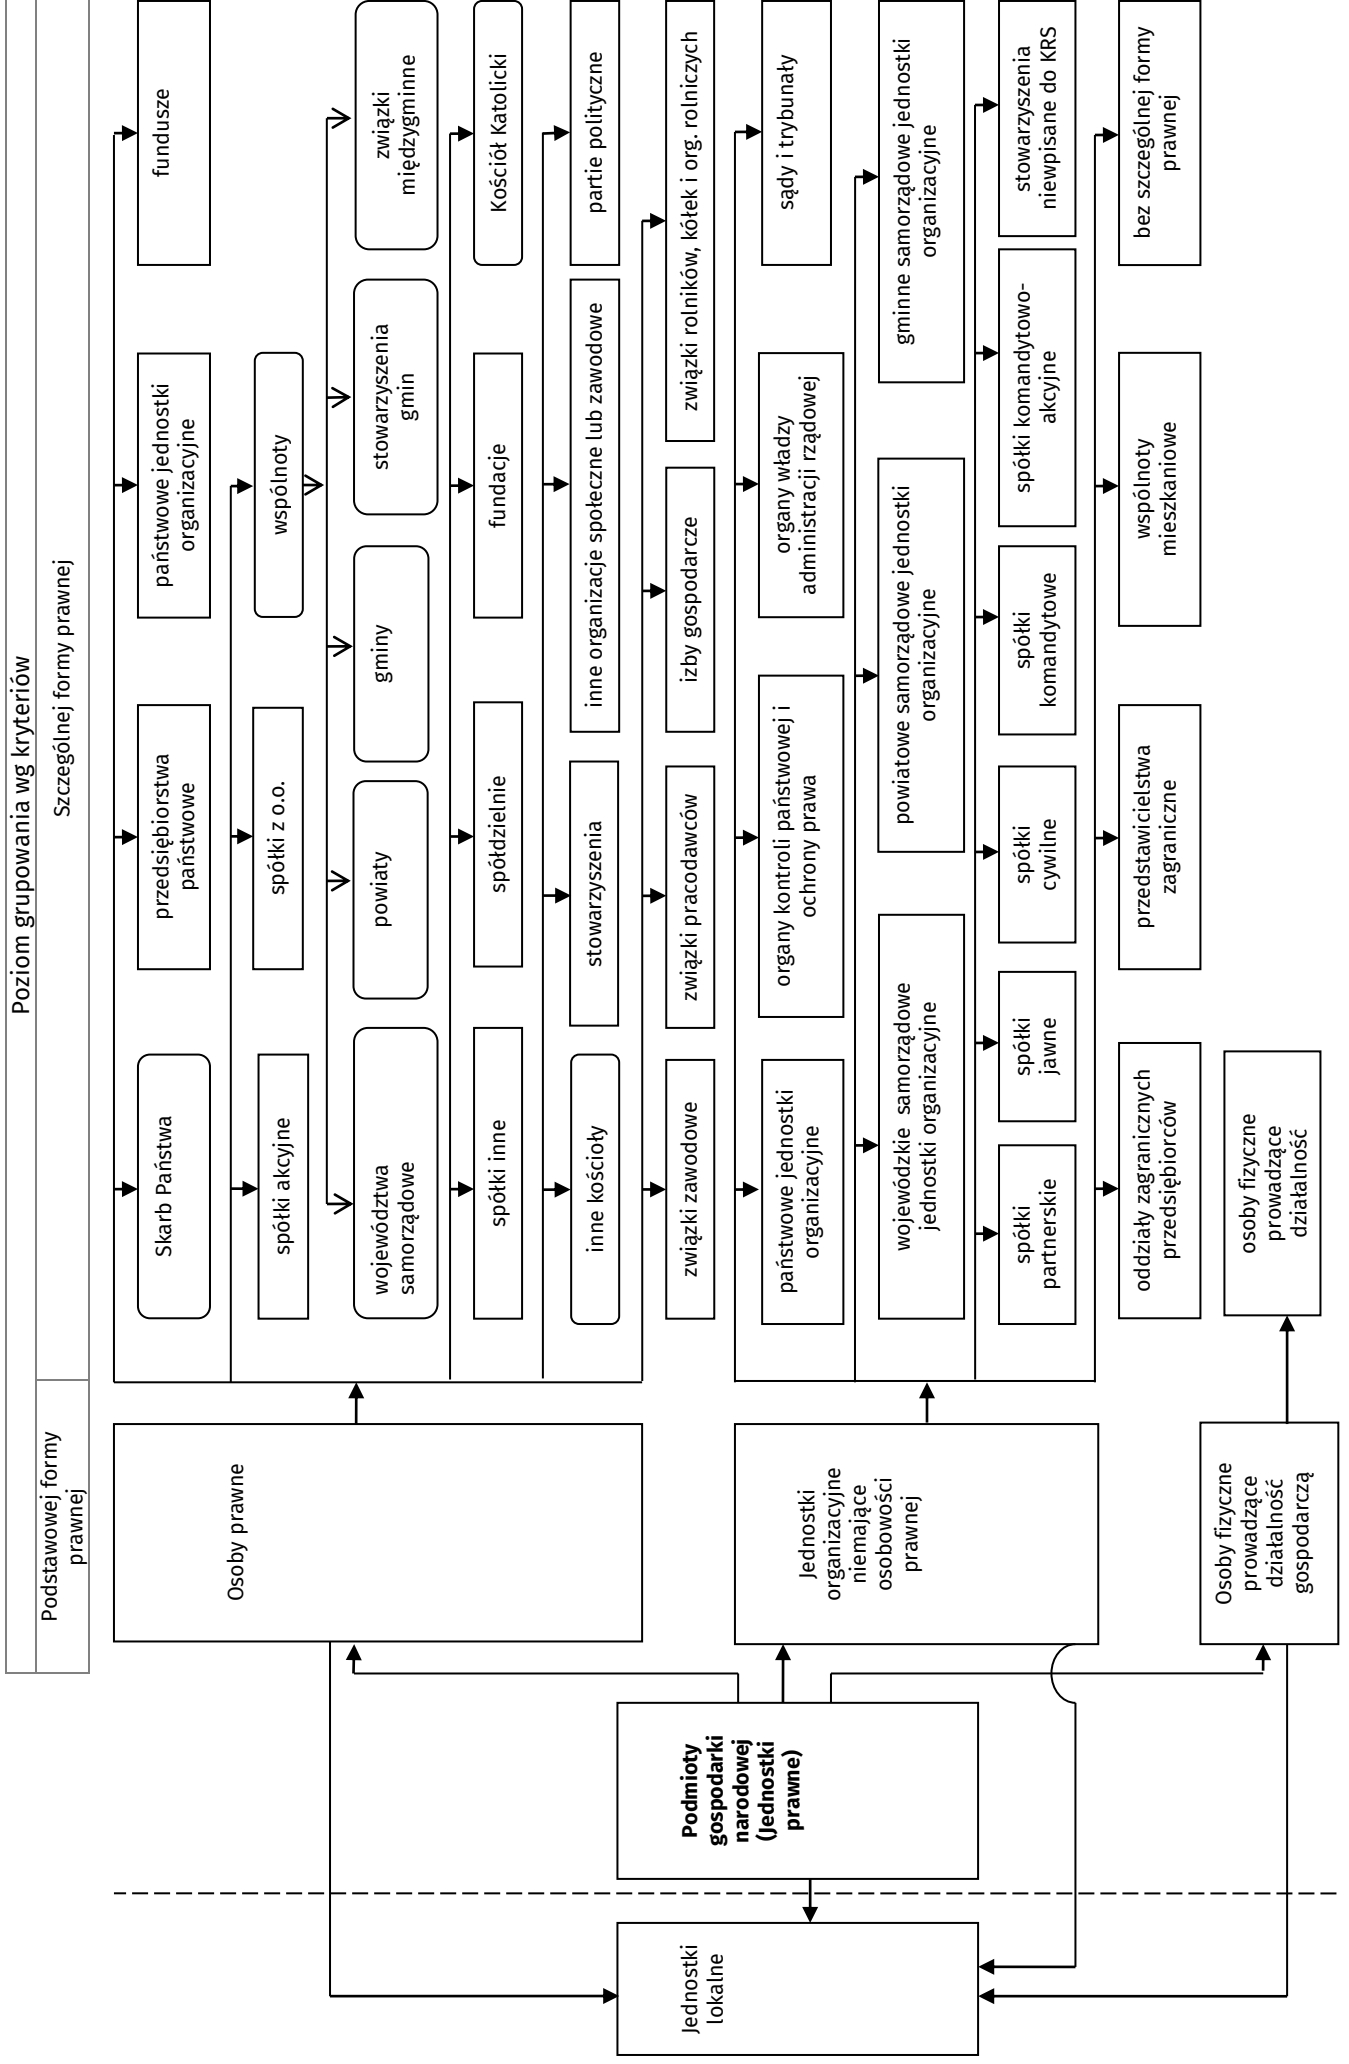 Poziom grupowania wg kryteriów
Podstawowej formy
prawnej
Szczególnej formy prawnej
Jednostki
lokalne
Podmioty
gospodarki
narodowej
(Jednostki
prawne)
Osoby prawne
Skarb Państwa
przedsiębiorstwa
państwowe
państwowe jednostki
organizacyjne
fundusze
spółki akcyjne
spółki z o.o.
wspólnoty
województwa
samorządowe
powiaty
gminy
stowarzyszenia
gmin
związki
międzygminne
spółki inne
spółdzielnie
fundacje
Kościół Katolicki
inne kościoły
stowarzyszenia
inne organizacje społeczne lub zawodowe
partie polityczne
związki zawodowe
związki pracodawców
izby gospodarcze
związki rolników, kółek i org. rolniczych
Jednostki
organizacyjne
niemające
osobowości
prawnej
państwowe jednostki
organizacyjne
organy kontroli państwowej i
ochrony prawa
organy władzy
administracji rządowej
sądy i trybunały
wojewódzkie samorządowe
jednostki organizacyjne
powiatowe samorządowe jednostki
organizacyjne
gminne samorządowe jednostki
organizacyjne
spółki
partnerskie
spółki
jawne
spółki
cywilne
spółki
komandytowe
spółki komandytowo-
akcyjne
stowarzyszenia
niewpisane do KRS
oddziały zagranicznych
przedsiębiorców
przedstawicielstwa
zagraniczne
wspólnoty
mieszkaniowe
bez szczególnej formy
prawnej
Osoby fizyczne
prowadzące
działalność
gospodarczą
osoby fizyczne
prowadzące
działalność